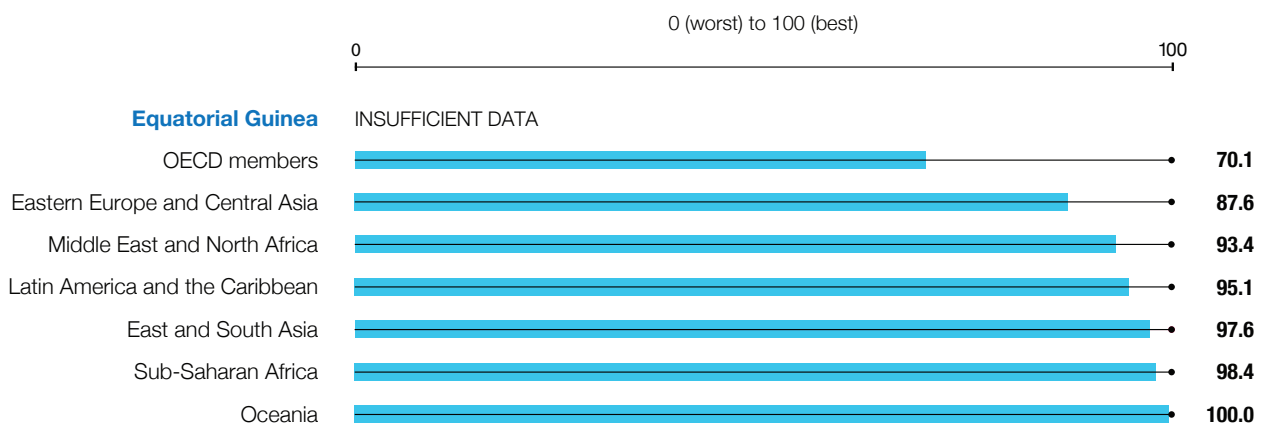 0 (worst) to 100 (best)
0 100
Equatorial Guinea INSUFFICIENT DATA
OECD members 70.1
Eastern Europe and Central Asia 87.6
Middle East and North Africa 93.4
Latin America and the Caribbean 95.1
East and South Asia 97.6
Sub-Saharan Africa 98.4
Oceania 100.0